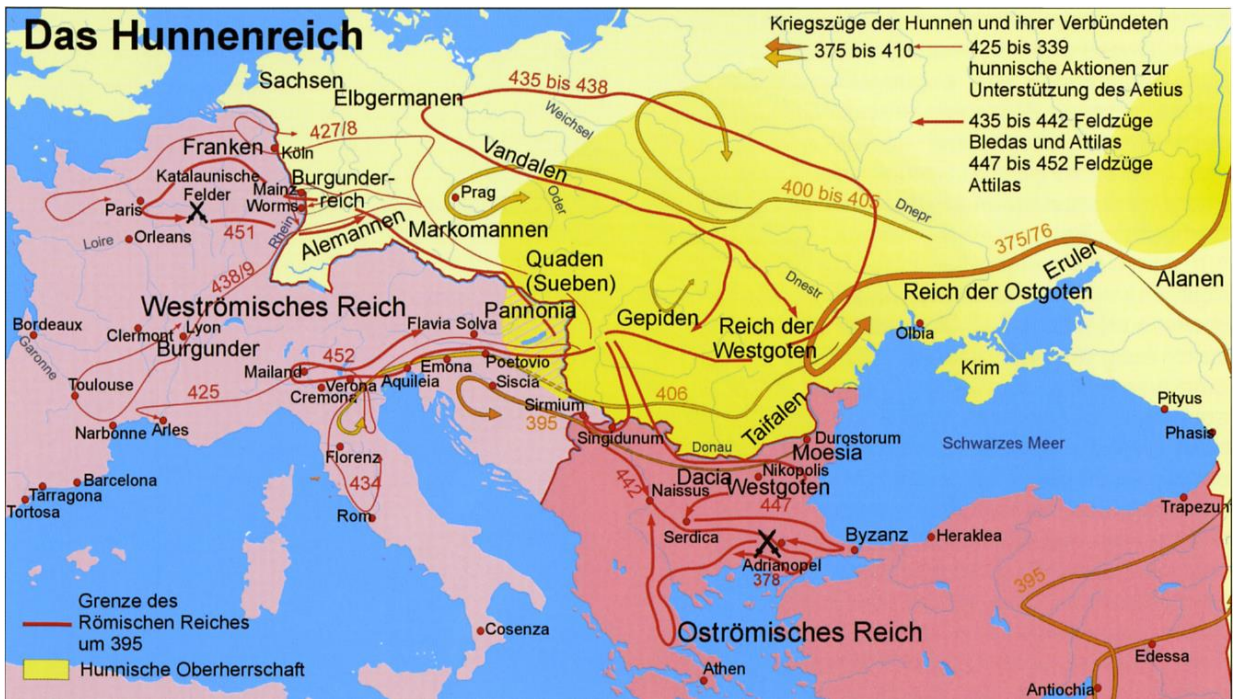 Das Hunnenreich
Kriegszüge der Hunnen und ihrer Verbündeten
375 bis 410
425 bis 339
hunnische Aktionen zur
Unterstützung des Aetius
435 bis 442 Feldzüge
Bledas und Attilas
447 bis 452 Feldzüge
Attilas
Sachsen
Elbgermanen
435 bis 438
Weichsel
427/8
Franken
Köln
Vandalen
Katalaunische
Felder
Burgunder-
reich
Mainz
Worms
Prag
Oder
400 bis 405
Dnepr
Paris
451
Orleans
Loire
Rhein
Alemannen
Markomannen
375/76
Eruler
Alanen
Quaden
(Sueben)
438/9
Dnestr
Reich der Ostgoten
Weströmisches Reich
Pannonia
Gepiden
Reich der
Westgoten
Olbia
Bordeaux
Garonne
Clermont
Lyon
Burgunder
Flavia Solva
Krim
452
Mailand
Verona
Cremona
Aquileia
Emona
Poetovio
Siscia
Toulouse
425
406
Taifalen
Pityus
Narbonne
Arles
395
Sirmium
Singidunum
Donau
Durostorum
Moesia
Schwarzes Meer
Phasis
Florenz
434
Rom
Dacia
Nikopolis
Westgoten
442
Naissus
447
Barcelona
Tarragona
Tortosa
Trapezun
Serdica
Adrianopel
378
Byzanz
Heraklea
395
Grenze des
Römischen Reiches
um 395
Hunnische Oberherrschaft
Cosenza
Oströmisches Reich
Athen
Edessa
Antiochia